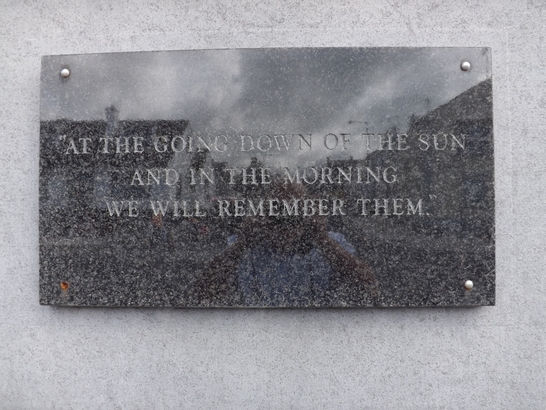 "AT THE GOING DOWN OF THE SUN
AND IN THE MORNING
WE WILL REMEMBER THEM."